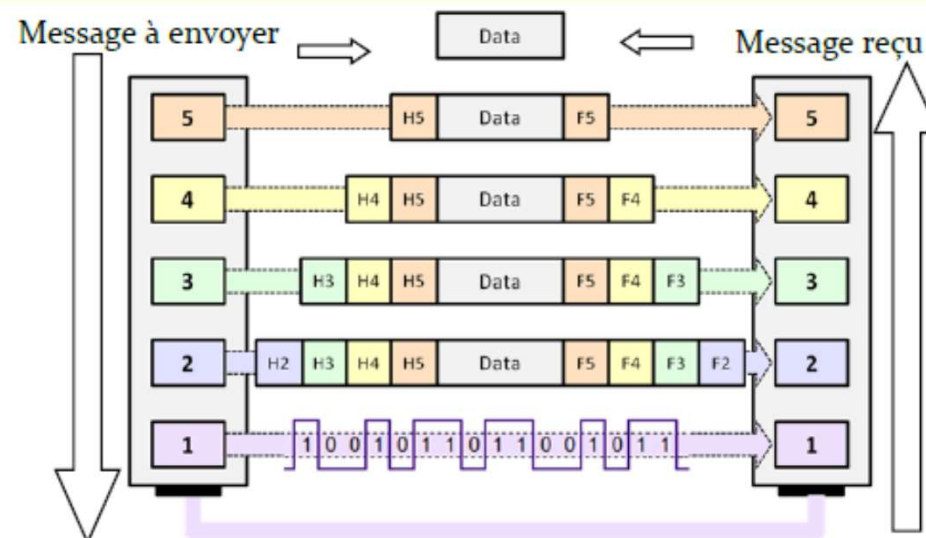 Message à envoyer
Data
Message reçu
5 H5 Data F5 5
4 H4 H5 Data F5 F4 4
3 H3 H4 H5 Data F5 F4 F3 3
2 H2 H3 H4 H5 Data F5 F4 F3 F2 2
1 1 0 0 1 0 1 1 0 1 1 0 0 1 0 1 1 1